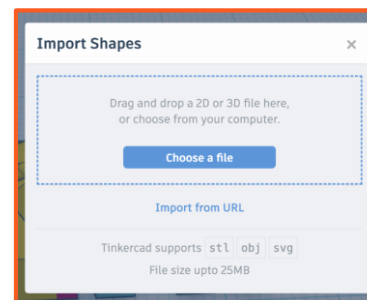 Import Shapes ×
Drag and drop a 2D or 3D file here,
or choose from your computer.
Choose a file
Import from URL
Tinkercad supports stl obj svg
File size upto 25MB